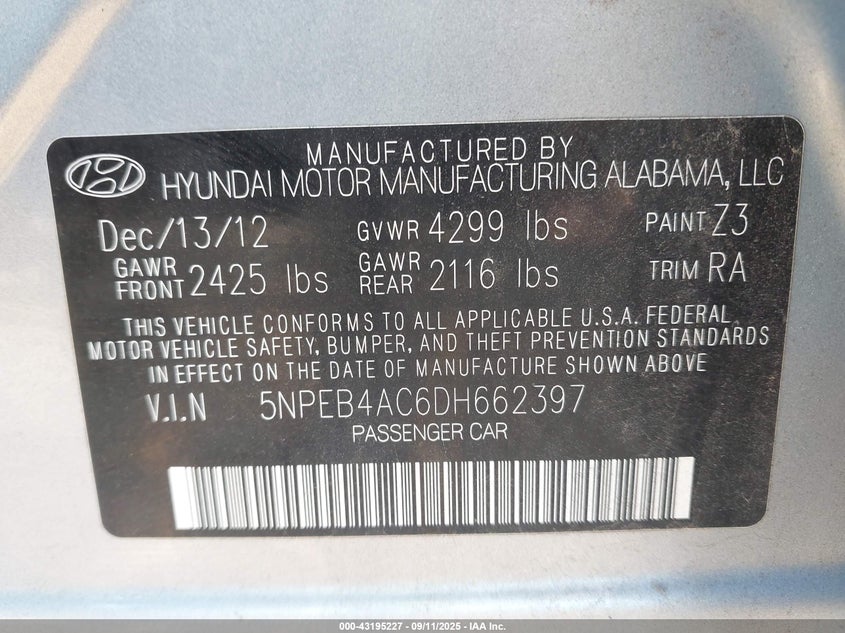 MANUFACTURED BY
HYUNDAI MOTOR MANUFACTURING ALABAMA, LLC
Dec/13/12 GVWR 4299 lbs PAINT Z3
GAWR FRONT 2425 lbs GAWR REAR 2116 lbs TRIM RA
THIS VEHICLE CONFORMS TO ALL APPLICABLE U.S.A. FEDERAL
MOTOR VEHICLE SAFETY, BUMPER, AND THEFT PREVENTION STANDARDS
IN EFFECT ON THE DATE OF MANUFACTURE SHOWN ABOVE
V.I.N 5NPEB4AC6DH662397
PASSENGER CAR
000-43195227 - 09/11/2025 - IAA Inc.